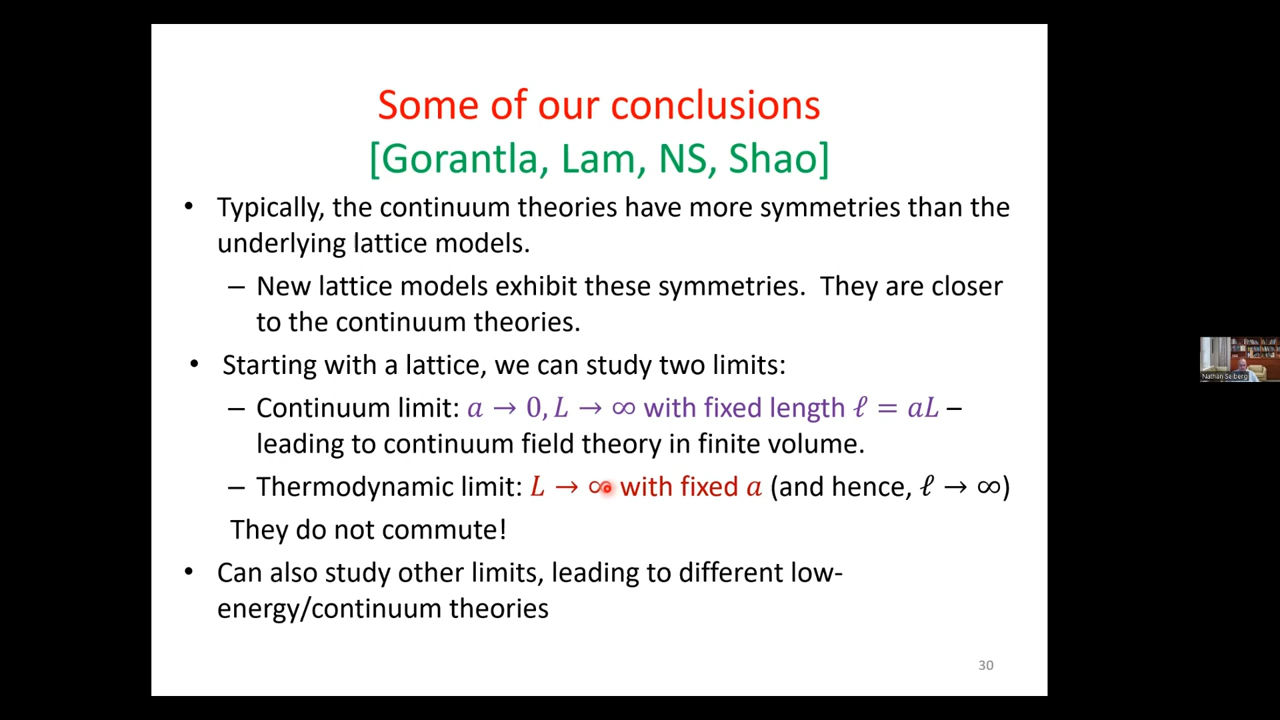 Some of our conclusions
[Gorantla, Lam, NS, Shao]
• Typically, the continuum theories have more symmetries than the
underlying lattice models.
– New lattice models exhibit these symmetries. They are closer
to the continuum theories.
• Starting with a lattice, we can study two limits:
– Continuum limit: a → 0, L → ∞ with fixed length ℓ = aL –
leading to continuum field theory in finite volume.
– Thermodynamic limit: L → ∞ with fixed a (and hence, ℓ → ∞)
They do not commute!
• Can also study other limits, leading to different low-
energy/continuum theories
30
Nathan Seiberg